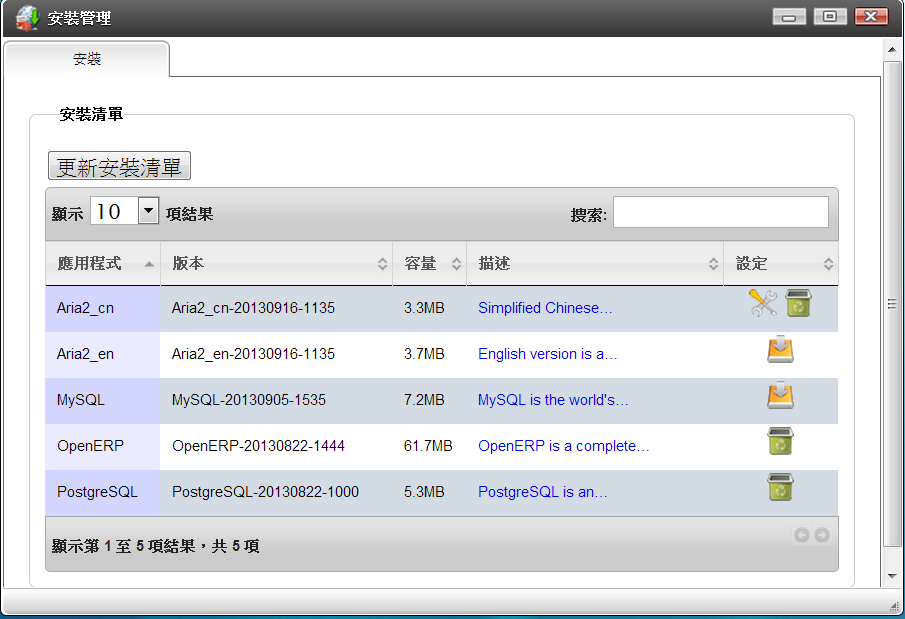 安裝管理
安裝
安裝清單
更新安裝清單
顯示 10 項結果 搜索:
應用程式 版本 容量 描述 設定
Aria2_cn Aria2_cn-20130916-1135 3.3MB Simplified Chinese…
Aria2_en Aria2_en-20130916-1135 3.7MB English version is a…
MySQL MySQL-20130905-1535 7.2MB MySQL is the world's…
OpenERP OpenERP-20130822-1444 61.7MB OpenERP is a complete…
PostgreSQL PostgreSQL-20130822-1000 5.3MB PostgreSQL is an…
顯示第 1 至 5 項結果，共 5 項